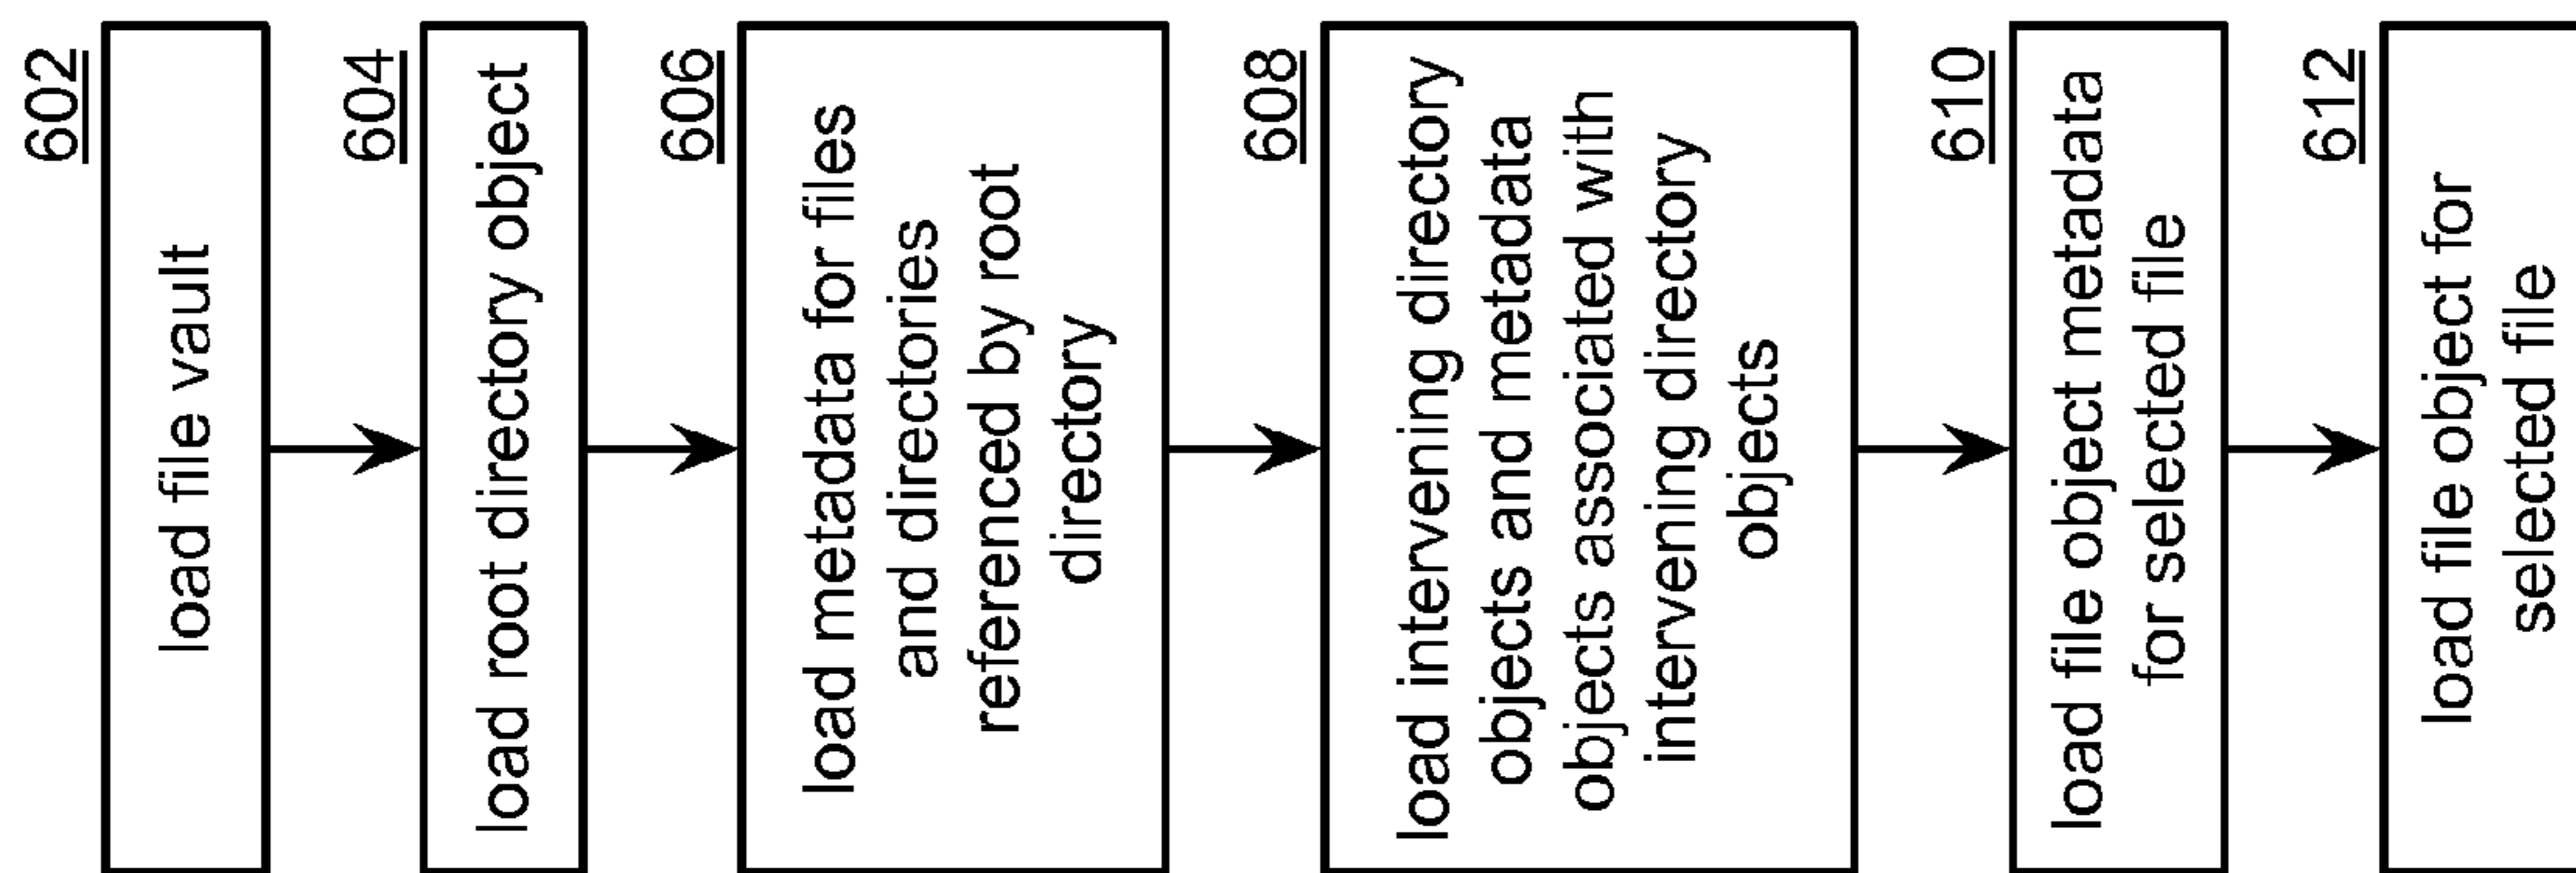 602
load file vault
604
load root directory object
606
load metadata for files
and directories
referenced by root
directory
608
load intervening directory
objects and metadata
objects associated with
intervening directory
objects
610
load file object metadata
for selected file
612
load file object for
selected file